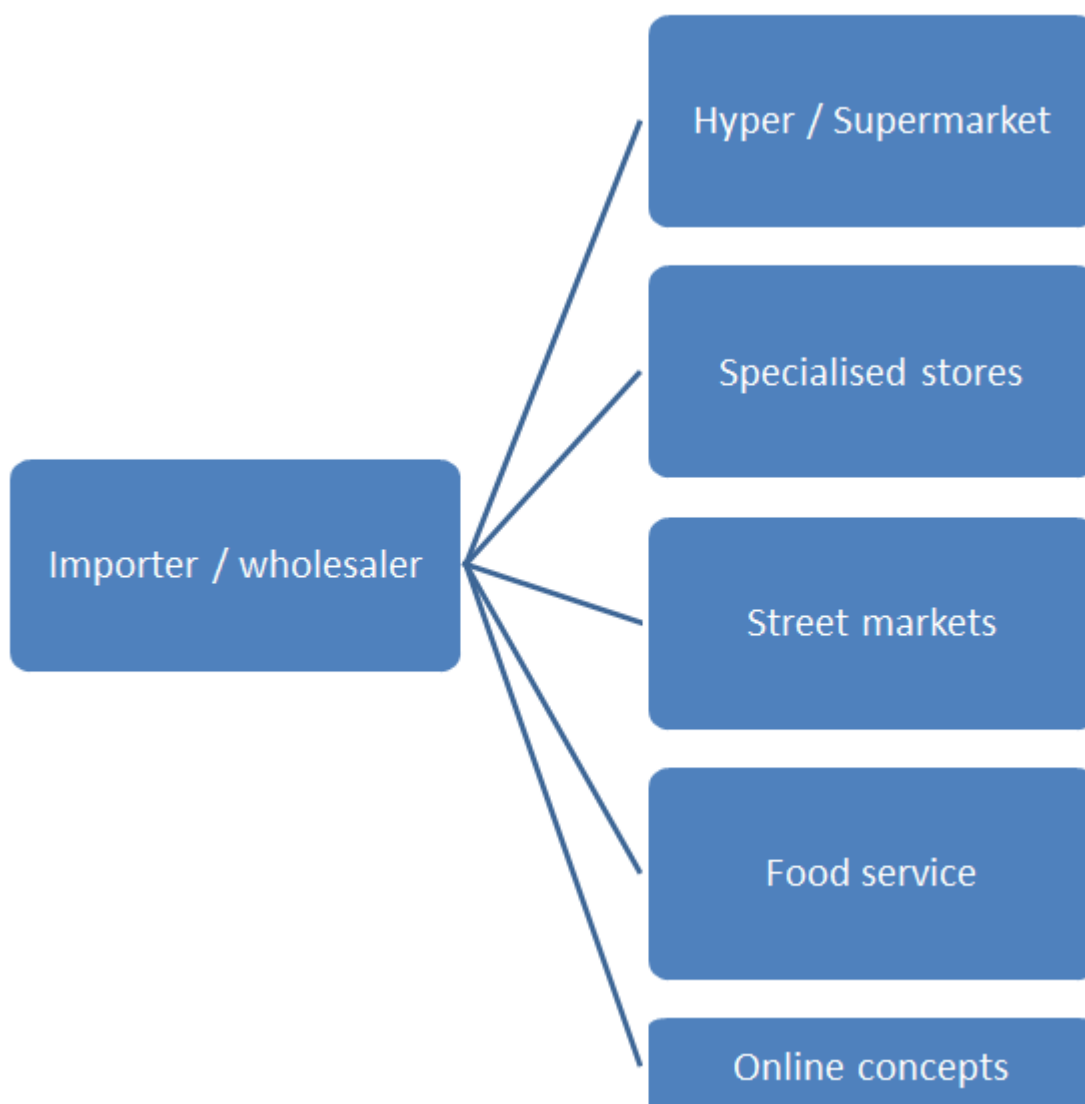 Hyper / Supermarket
Specialised stores
Importer / wholesaler
Street markets
Food service
Online concepts